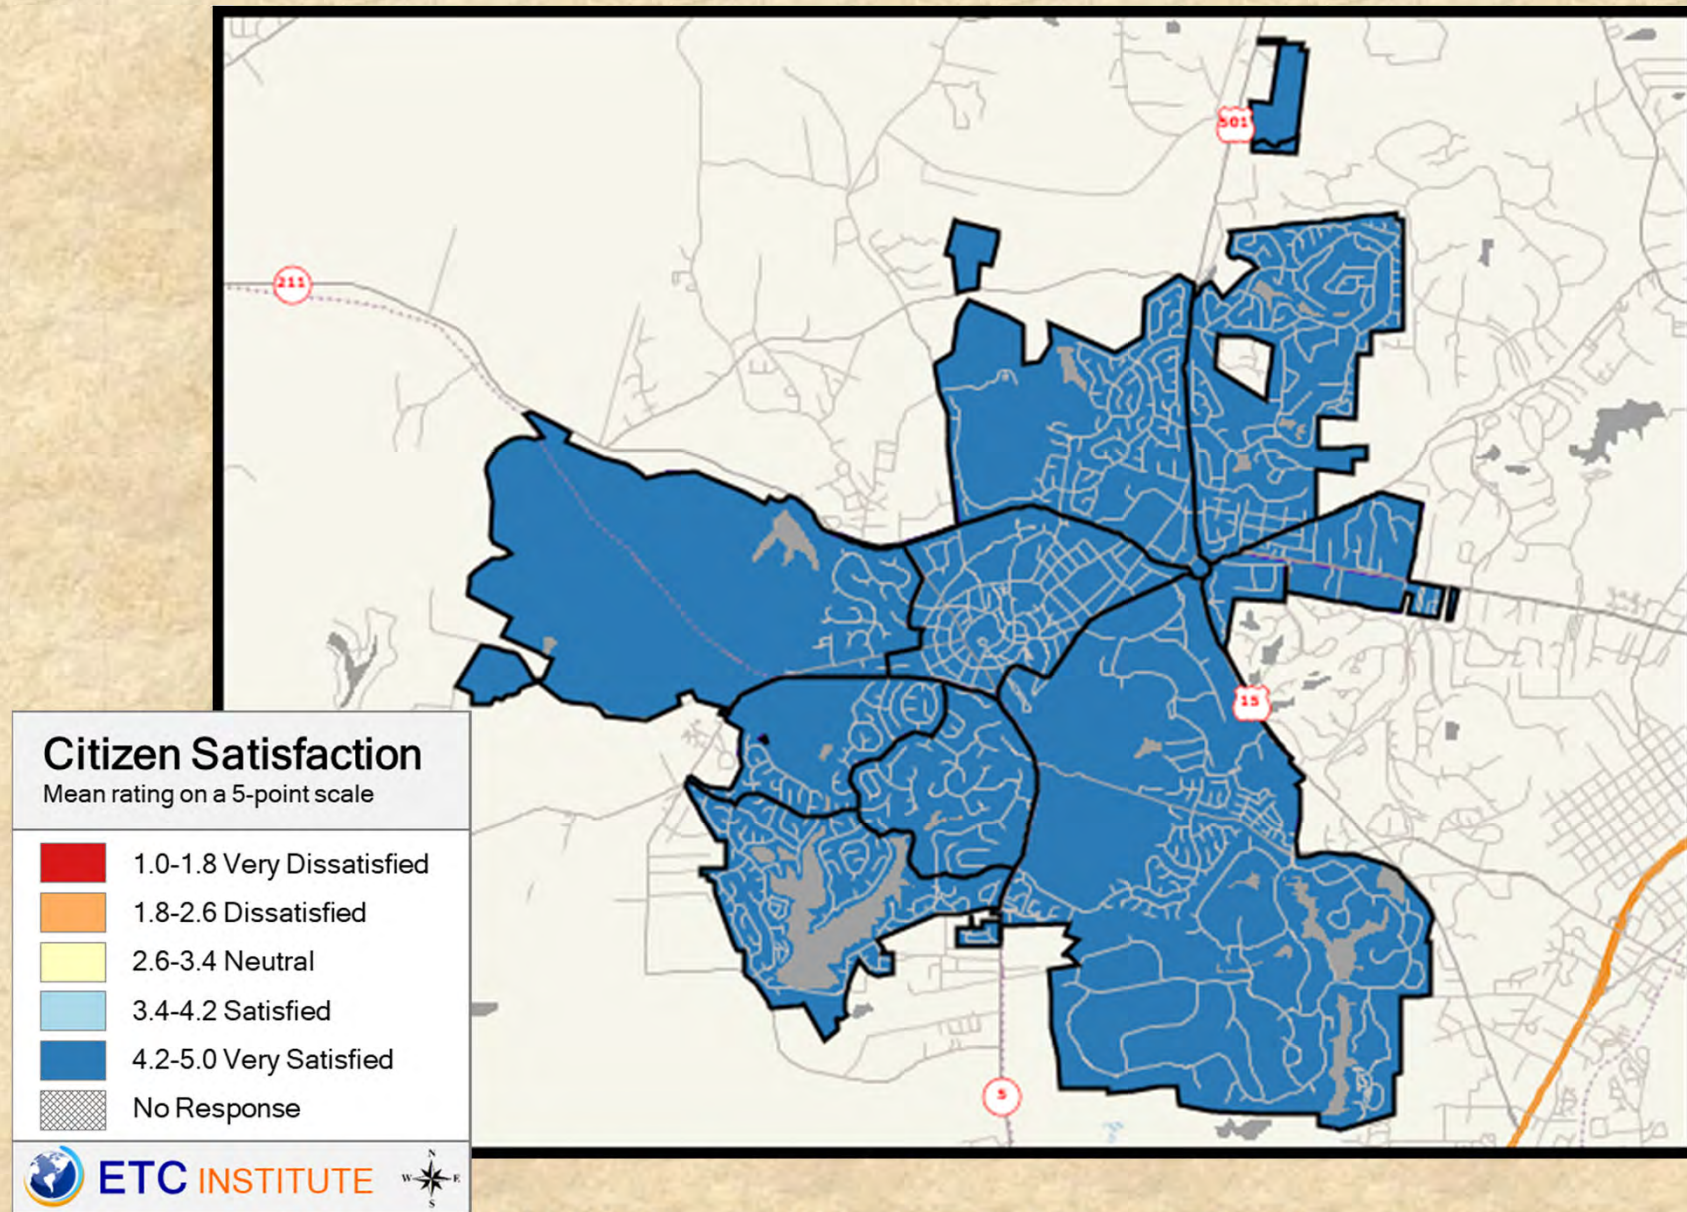 501
211
15
5
Citizen Satisfaction
Mean rating on a 5-point scale
1.0-1.8 Very Dissatisfied
1.8-2.6 Dissatisfied
2.6-3.4 Neutral
3.4-4.2 Satisfied
4.2-5.0 Very Satisfied
No Response
ETC INSTITUTE
N
W E
S